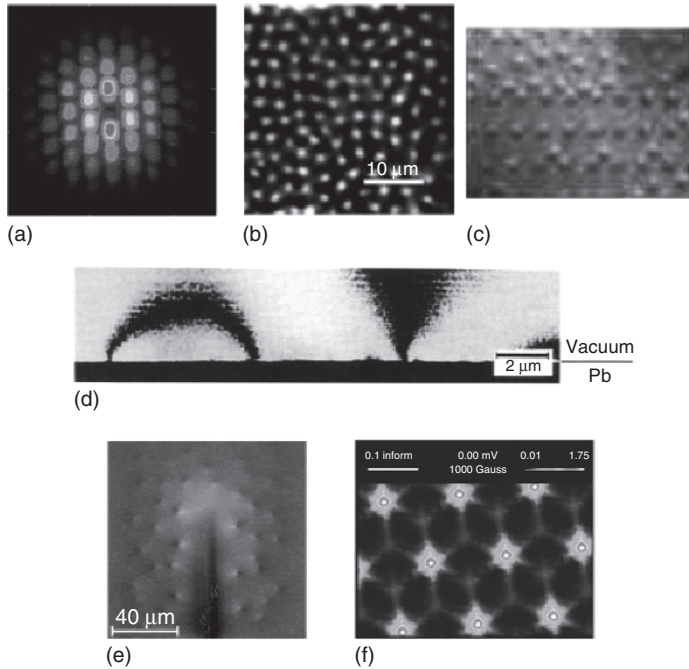 10 μm
(a)
(b)
(c)
2 μm
Vacuum
Pb
(d)
0.1 inform 0.00 mV 0.01 1.75
1000 Gauss
40 μm
(e)
(f)